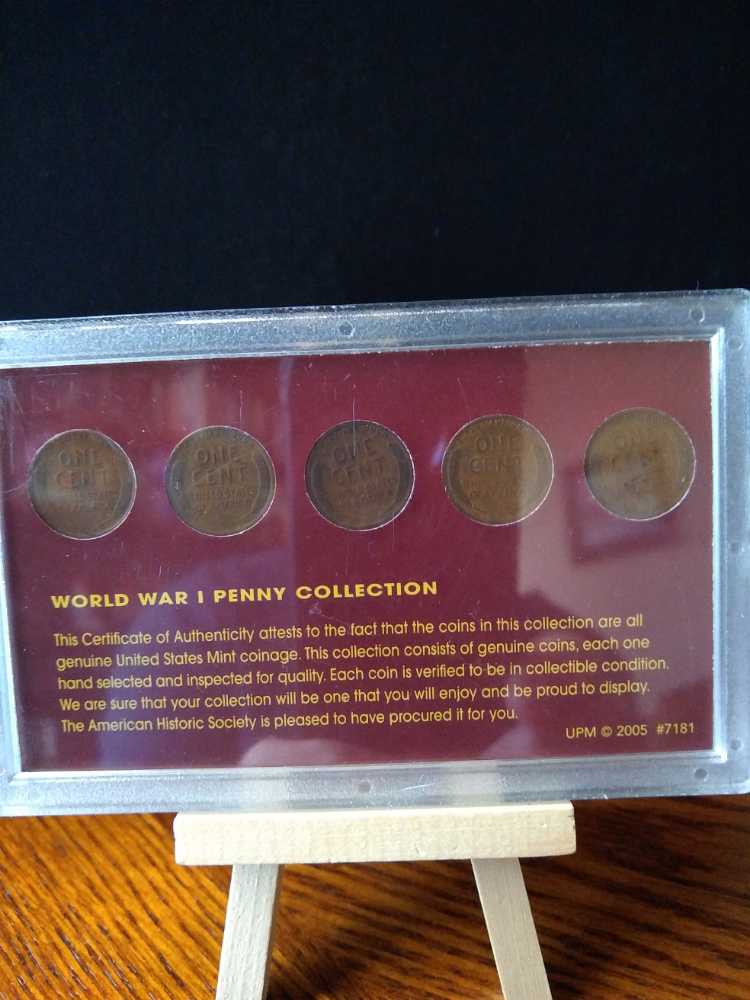 ONE ONE ONE ONE ONE
CENT CENT CENT CENT
WORLD WAR I PENNY COLLECTION
This Certificate of Authenticity attests to the fact that the coins in this collection are all
genuine United States Mint coinage. This collection consists of genuine coins, each one
hand selected and inspected for quality. Each coin is verified to be in collectible condition.
We are sure that your collection will be one that you will enjoy and be proud to display.
The American Historic Society is pleased to have procured it for you.
UPM © 2005 #7181